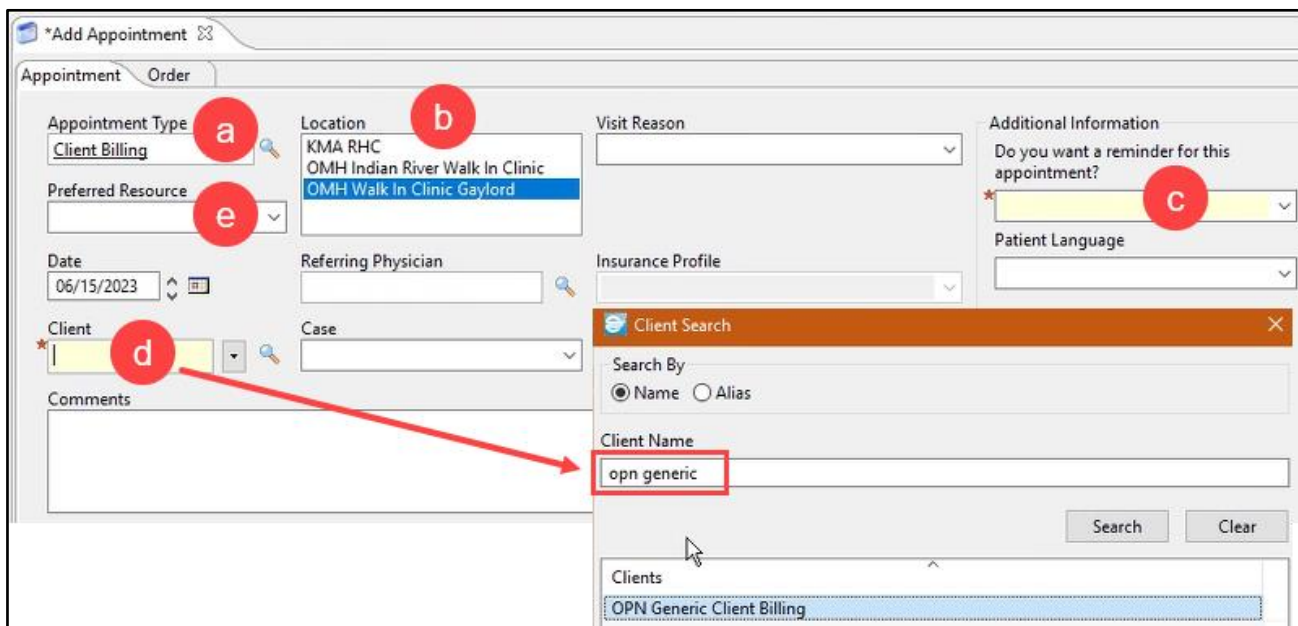 *Add Appointment
Appointment Order
Appointment Type
a
Client Billing
Location
b
KMA RHC
OMH Indian River Walk In Clinic
OMH Walk In Clinic Gaylord
Visit Reason
Additional Information
Do you want a reminder for this
appointment?
* c
Preferred Resource
e
Patient Language
Date
06/15/2023
Referring Physician
Insurance Profile
Client
* d
Case
Comments
Client Search
Search By
Name Alias
Client Name
opn generic
Search Clear
Clients
OPN Generic Client Billing